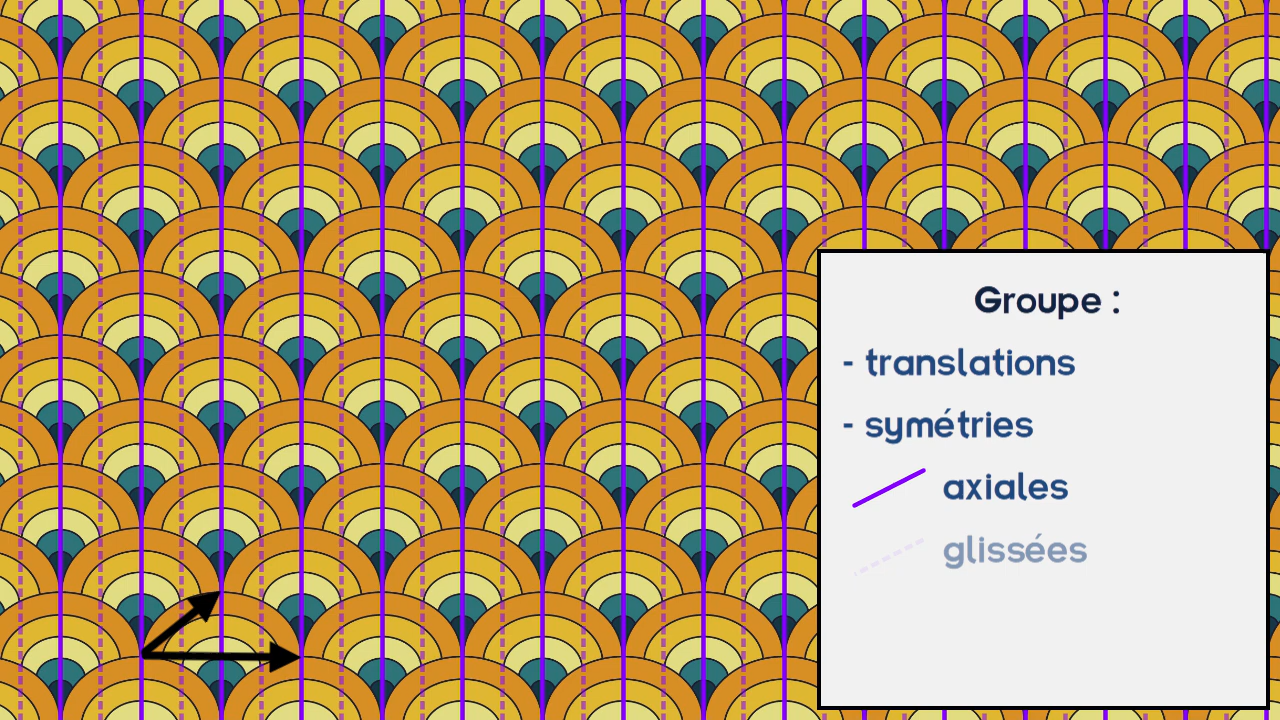 Groupe :
- translations
- symétries
axiales
glissées